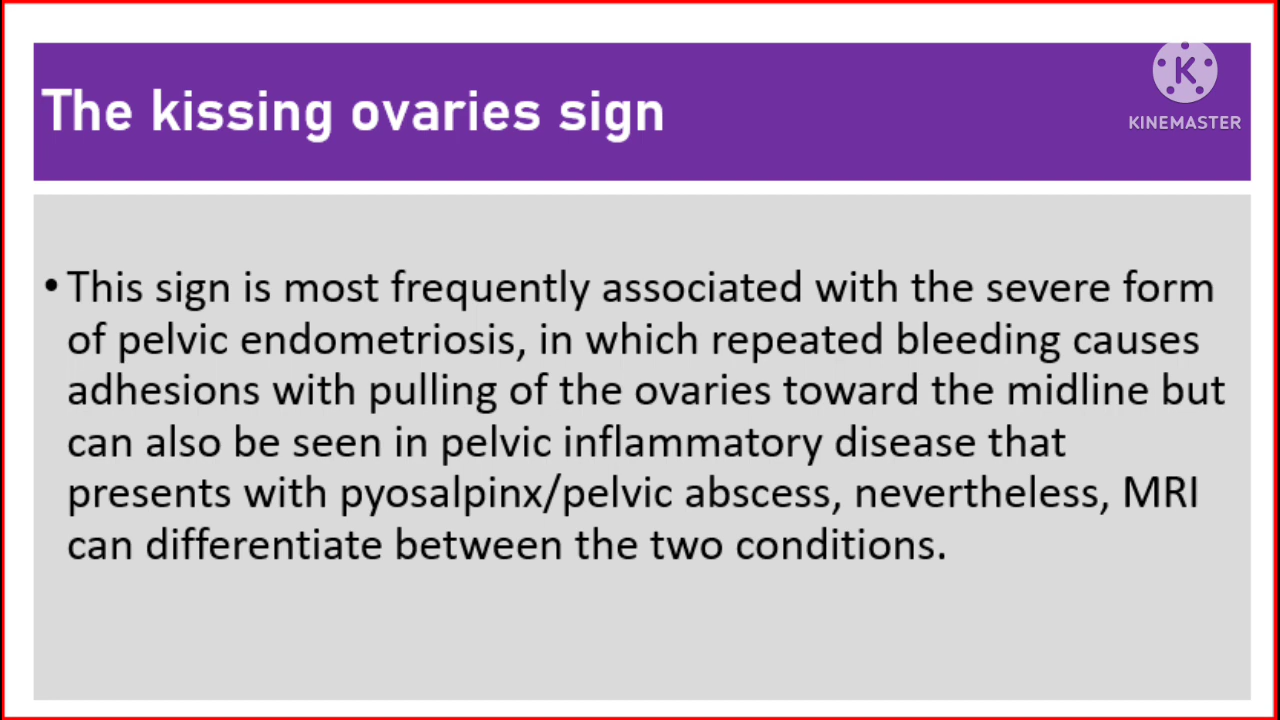 The kissing ovaries sign
K
KINEMASTER
• This sign is most frequently associated with the severe form
of pelvic endometriosis, in which repeated bleeding causes
adhesions with pulling of the ovaries toward the midline but
can also be seen in pelvic inflammatory disease that
presents with pyosalpinx/pelvic abscess, nevertheless, MRI
can differentiate between the two conditions.